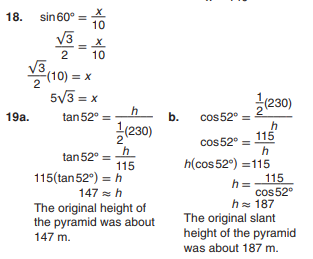 18. sin 60° = x/10
√3/2 = x/10
√3/2 (10) = x
5√3 = x
19a. tan 52° = h / (1/2 (230))
tan 52° = h/115
115(tan 52°) = h
147 ≈ h
The original height of
the pyramid was about
147 m.
b. cos 52° = (1/2 (230)) / h
cos 52° = 115/h
h(cos 52°) = 115
h = 115/cos 52°
h ≈ 187
The original slant
height of the pyramid
was about 187 m.